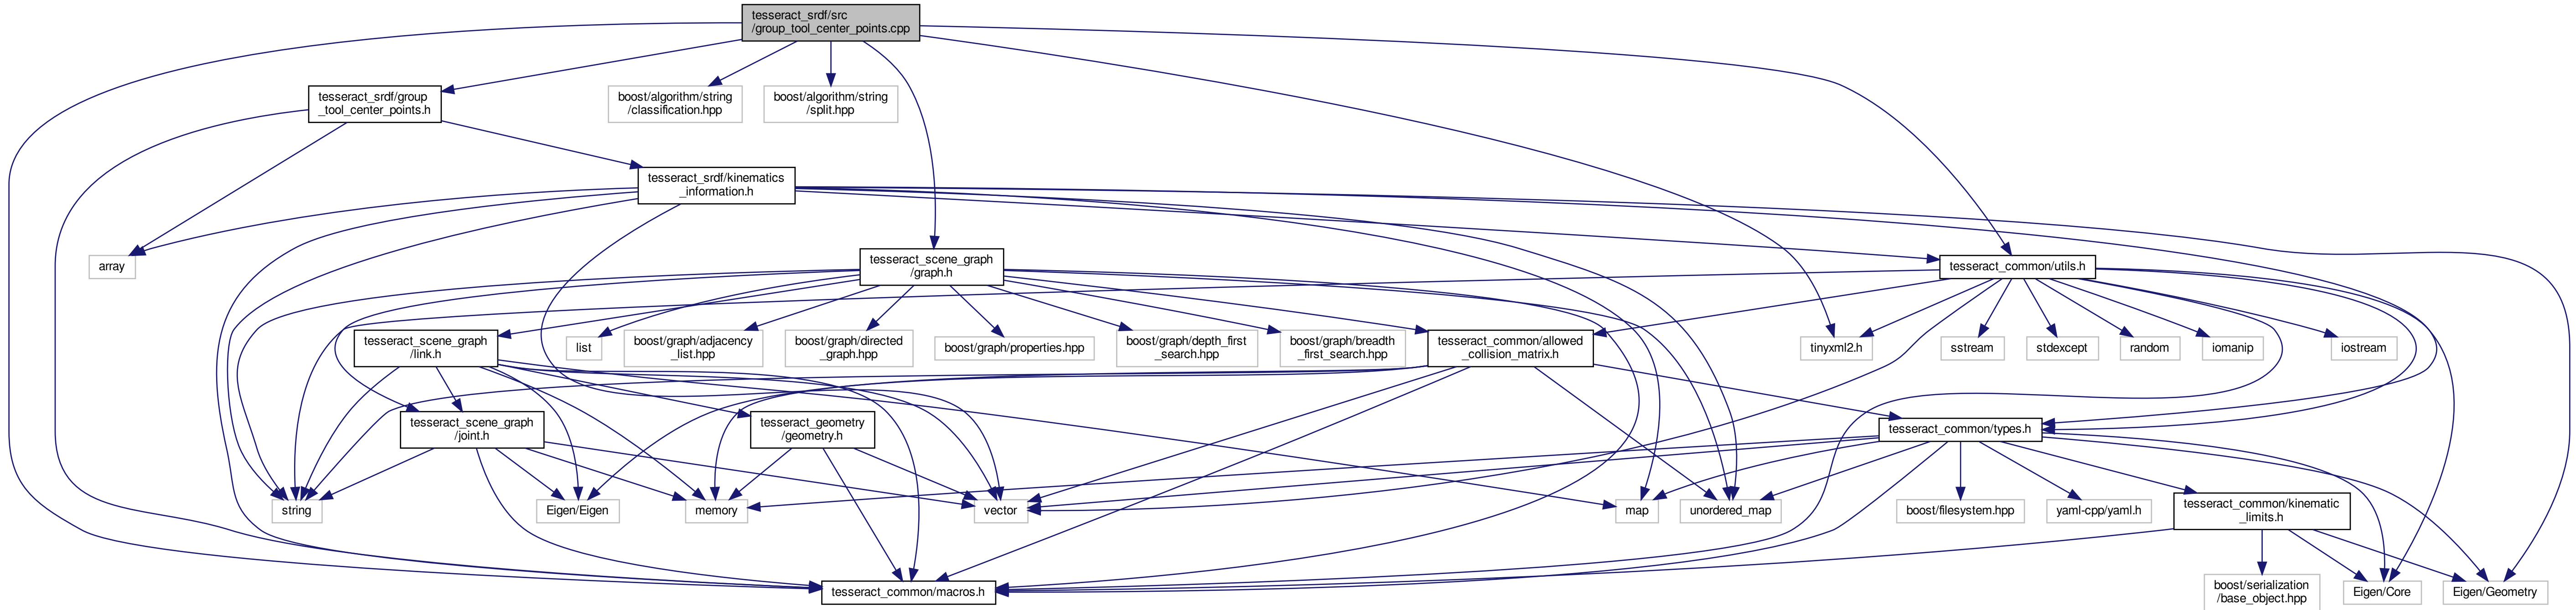 tesseract_srdf/src
/group_tool_center_points.cpp
tesseract_srdf/group
_tool_center_points.h
boost/algorithm/string
/classification.hpp
boost/algorithm/string
/split.hpp
tesseract_srdf/kinematics
_information.h
array
tesseract_scene_graph
/graph.h
tesseract_common/utils.h
tesseract_scene_graph
/link.h
list
boost/graph/adjacency
_list.hpp
boost/graph/directed
_graph.hpp
boost/graph/properties.hpp
boost/graph/depth_first
_search.hpp
boost/graph/breadth
_first_search.hpp
tesseract_common/allowed
_collision_matrix.h
tinyxml2.h
sstream
stdexcept
random
iomanip
iostream
tesseract_scene_graph
/joint.h
tesseract_geometry
/geometry.h
tesseract_common/types.h
string
Eigen/Eigen
memory
vector
map
unordered_map
boost/filesystem.hpp
yaml-cpp/yaml.h
tesseract_common/kinematic
_limits.h
tesseract_common/macros.h
boost/serialization
/base_object.hpp
Eigen/Core
Eigen/Geometry